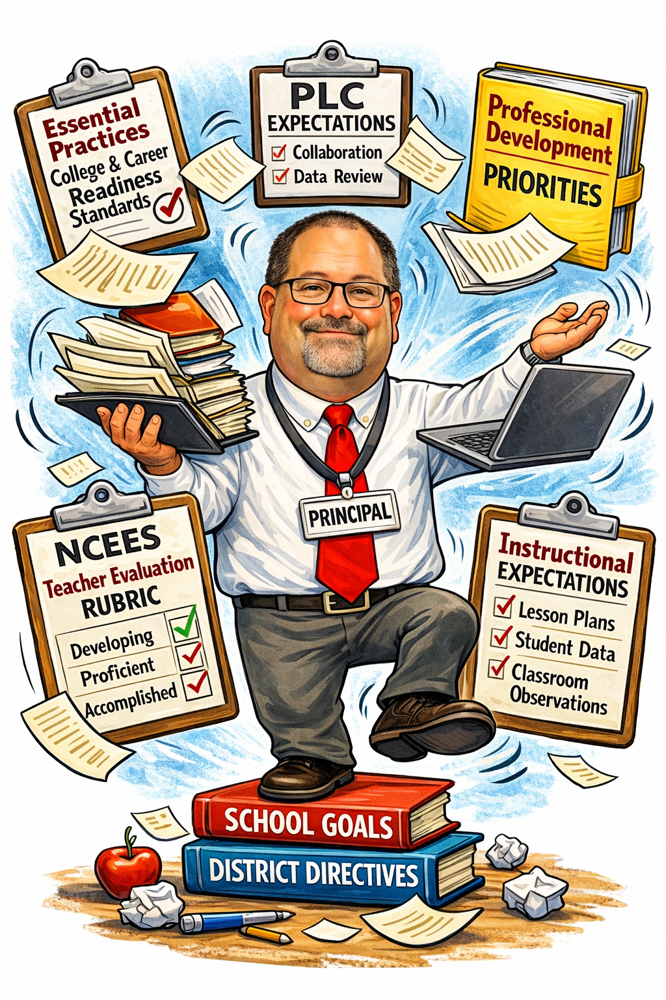 Essential
Practices
College & Career
Readiness
Standards
PLC
EXPECTATIONS
Collaboration
Data Review
Professional
Development
PRIORITIES
PRINCIPAL
NCEES
Teacher Evaluation
RUBRIC
Developing
Proficient
Accomplished
Instructional
EXPECTATIONS
Lesson Plans
Student Data
Classroom
Observations
SCHOOL GOALS
DISTRICT DIRECTIVES